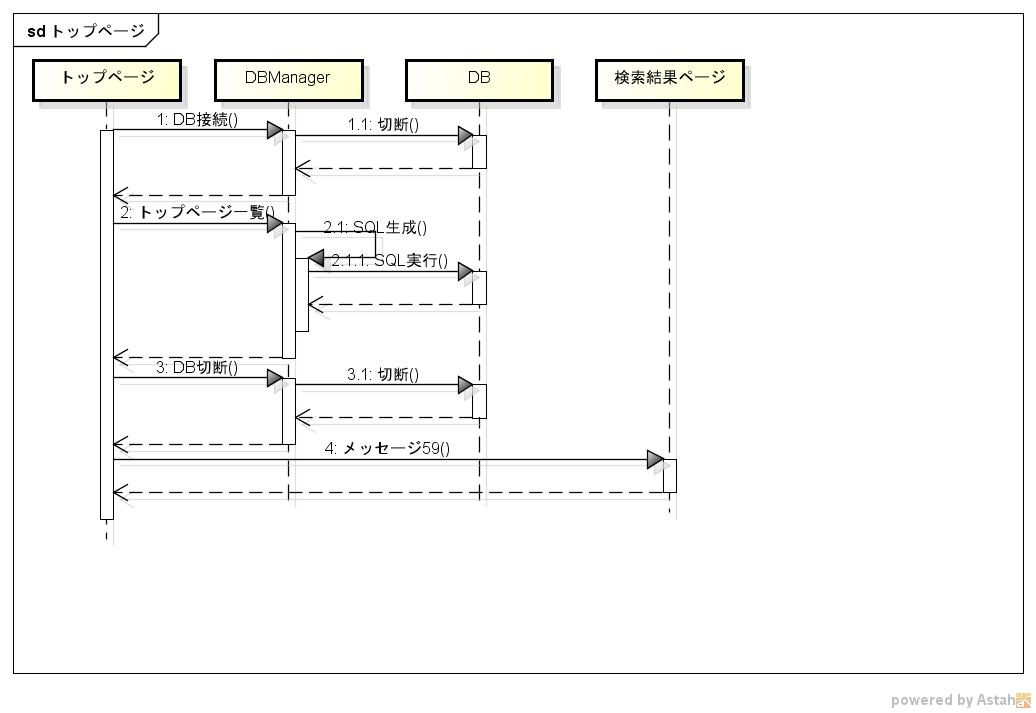 sd トップページ
トップページ
DBManager
DB
検索結果ページ
1: DB接続()
1.1: 切断()
2: トップページ一覧()
2.1: SQL生成()
2.1.1: SQL実行()
3: DB切断()
3.1: 切断()
4: メッセージ59()
powered by Astah